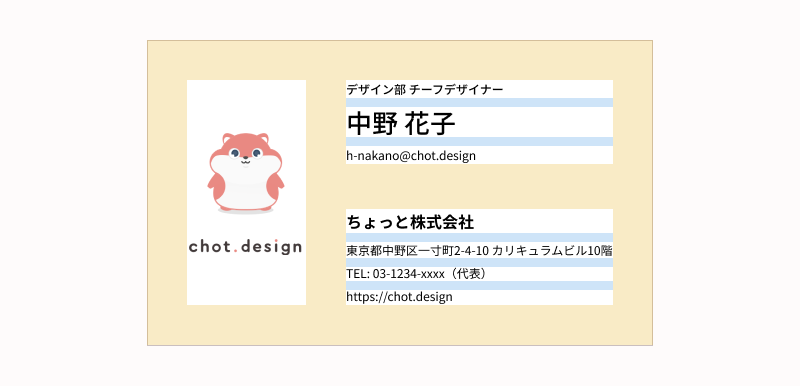 chot.design
デザイン部 チーフデザイナー
中野 花子
h-nakano@chot.design
ちょっと株式会社
東京都中野区一寸町2-4-10 カリキュラムビル10階
TEL: 03-1234-xxxx（代表）
https://chot.design